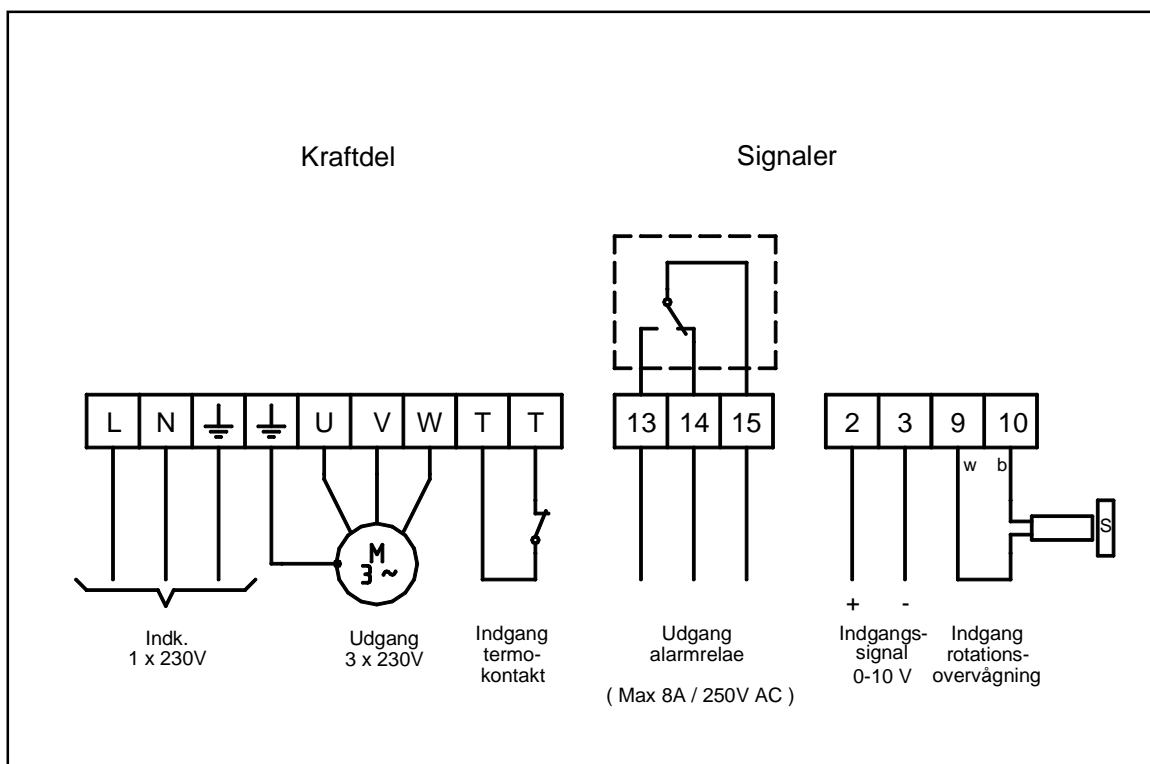 Kraftdel
Signaler
L N U V W T T
13 14 15
2 3 9 10
w b
S
M
3 ~
+ -
Indk.
1 x 230V
Udgang
3 x 230V
Indgang
termo-
kontakt
Udgang
alarmrelae
( Max 8A / 250V AC )
Indgangs-
signal
0-10 V
Indgang
rotations-
overvågning